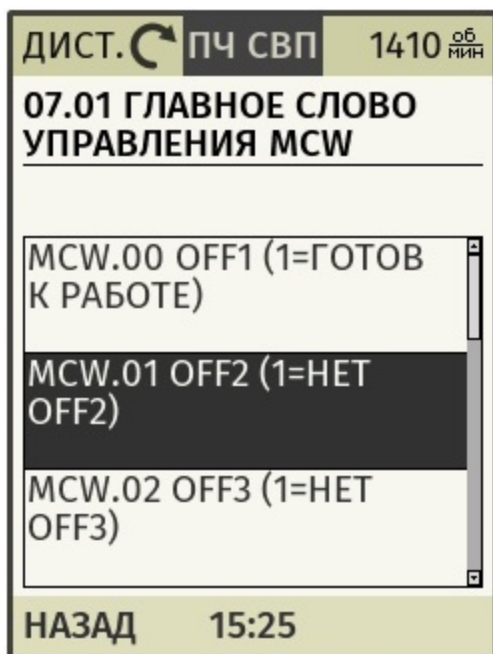 ДИСТ. ПЧ СВП 1410 об/мин
07.01 ГЛАВНОЕ СЛОВО
УПРАВЛЕНИЯ MCW
MCW.00 OFF1 (1=ГОТОВ
К РАБОТЕ)
MCW.01 OFF2 (1=НЕТ
OFF2)
MCW.02 OFF3 (1=НЕТ
OFF3)
НАЗАД 15:25